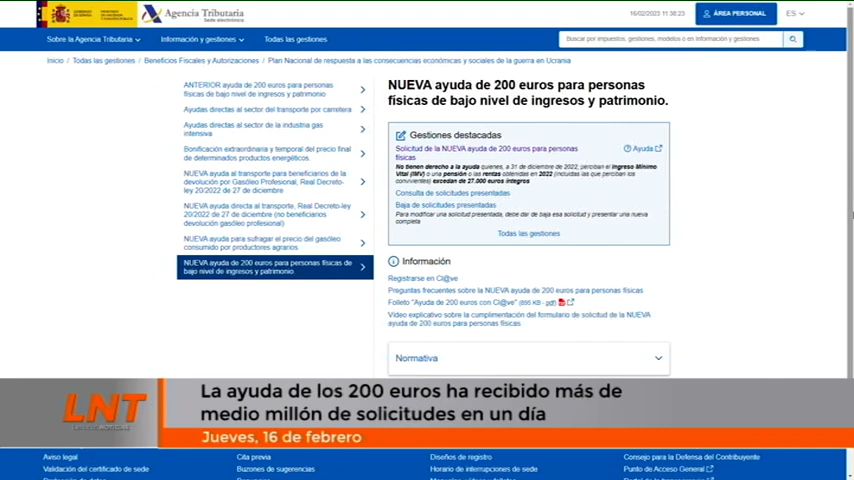 Agencia Tributaria
Sede electrónica
16/02/2023 11:38:23
ÁREA PERSONAL
ES
Sobre la Agencia Tributaria
Información y gestiones
Todas las gestiones
Buscar por impuestos, gestiones, modelos o en información y gestiones
Inicio / Todas las gestiones / Beneficios Fiscales y Autorizaciones / Plan Nacional de respuesta a las consecuencias económicas y sociales de la guerra en Ucrania
ANTERIOR ayuda de 200 euros para personas
físicas de bajo nivel de ingresos y patrimonio
Ayudas directas al sector del transporte por carretera
Ayudas directas al sector de la industria gas
intensiva
Bonificación extraordinaria y temporal del precio final
de determinados productos energéticos.
NUEVA ayuda al transporte para beneficiarios de la
devolución por Gasóleo Profesional, Real Decreto-
ley 20/2022 de 27 de diciembre
NUEVA ayuda directa al transporte, Real Decreto-ley
20/2022 de 27 de diciembre (no beneficiarios
devolución gasóleo profesional)
NUEVA ayuda para sufragar el precio del gasóleo
consumido por productores agrarios
NUEVA ayuda de 200 euros para personas físicas de
bajo nivel de ingresos y patrimonio.
NUEVA ayuda de 200 euros para personas
físicas de bajo nivel de ingresos y patrimonio.
Gestiones destacadas
Solicitud de la NUEVA ayuda de 200 euros para personas
físicas
Ayuda
No tienen derecho a la ayuda quienes, a 31 de diciembre de 2022, perciban el Ingreso Mínimo
Vital (IMV) o una pensión o las rentas obtenidas en 2022 (incluidas las que perciban los
convivientes) excedan de 27.000 euros íntegros
Consulta de solicitudes presentadas
Baja de solicitudes presentadas
Para modificar una solicitud presentada, debe dar de baja esa solicitud y presentar una nueva
completa
Todas las gestiones
Información
Registrarse en Cl@ve
Preguntas frecuentes sobre la NUEVA ayuda de 200 euros para personas físicas
Folleto "Ayuda de 200 euros con Cl@ve" (895 KB - pdf)
Vídeo explicativo sobre la cumplimentación del formulario de solicitud de la NUEVA
ayuda de 200 euros para personas físicas
Normativa
LNT
La ayuda de los 200 euros ha recibido más de
medio millón de solicitudes en un día
Jueves, 16 de febrero
Aviso legal
Cita previa
Diseños de registro
Consejo para la Defensa del Contribuyente
Validación del certificado de sede
Buzones de sugerencias
Horario de interrupciones de sede
Punto de Acceso General